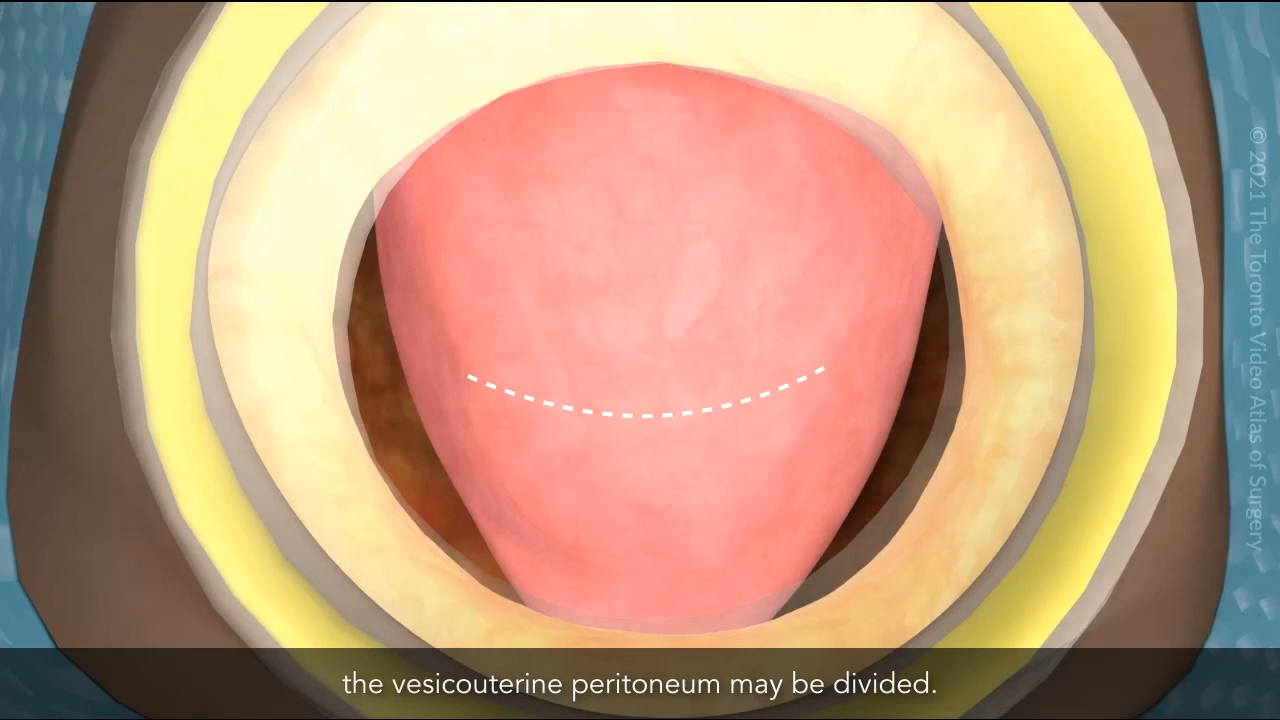 © 2021 The Toronto Video Atlas of Surgery
the vesicouterine peritoneum may be divided.